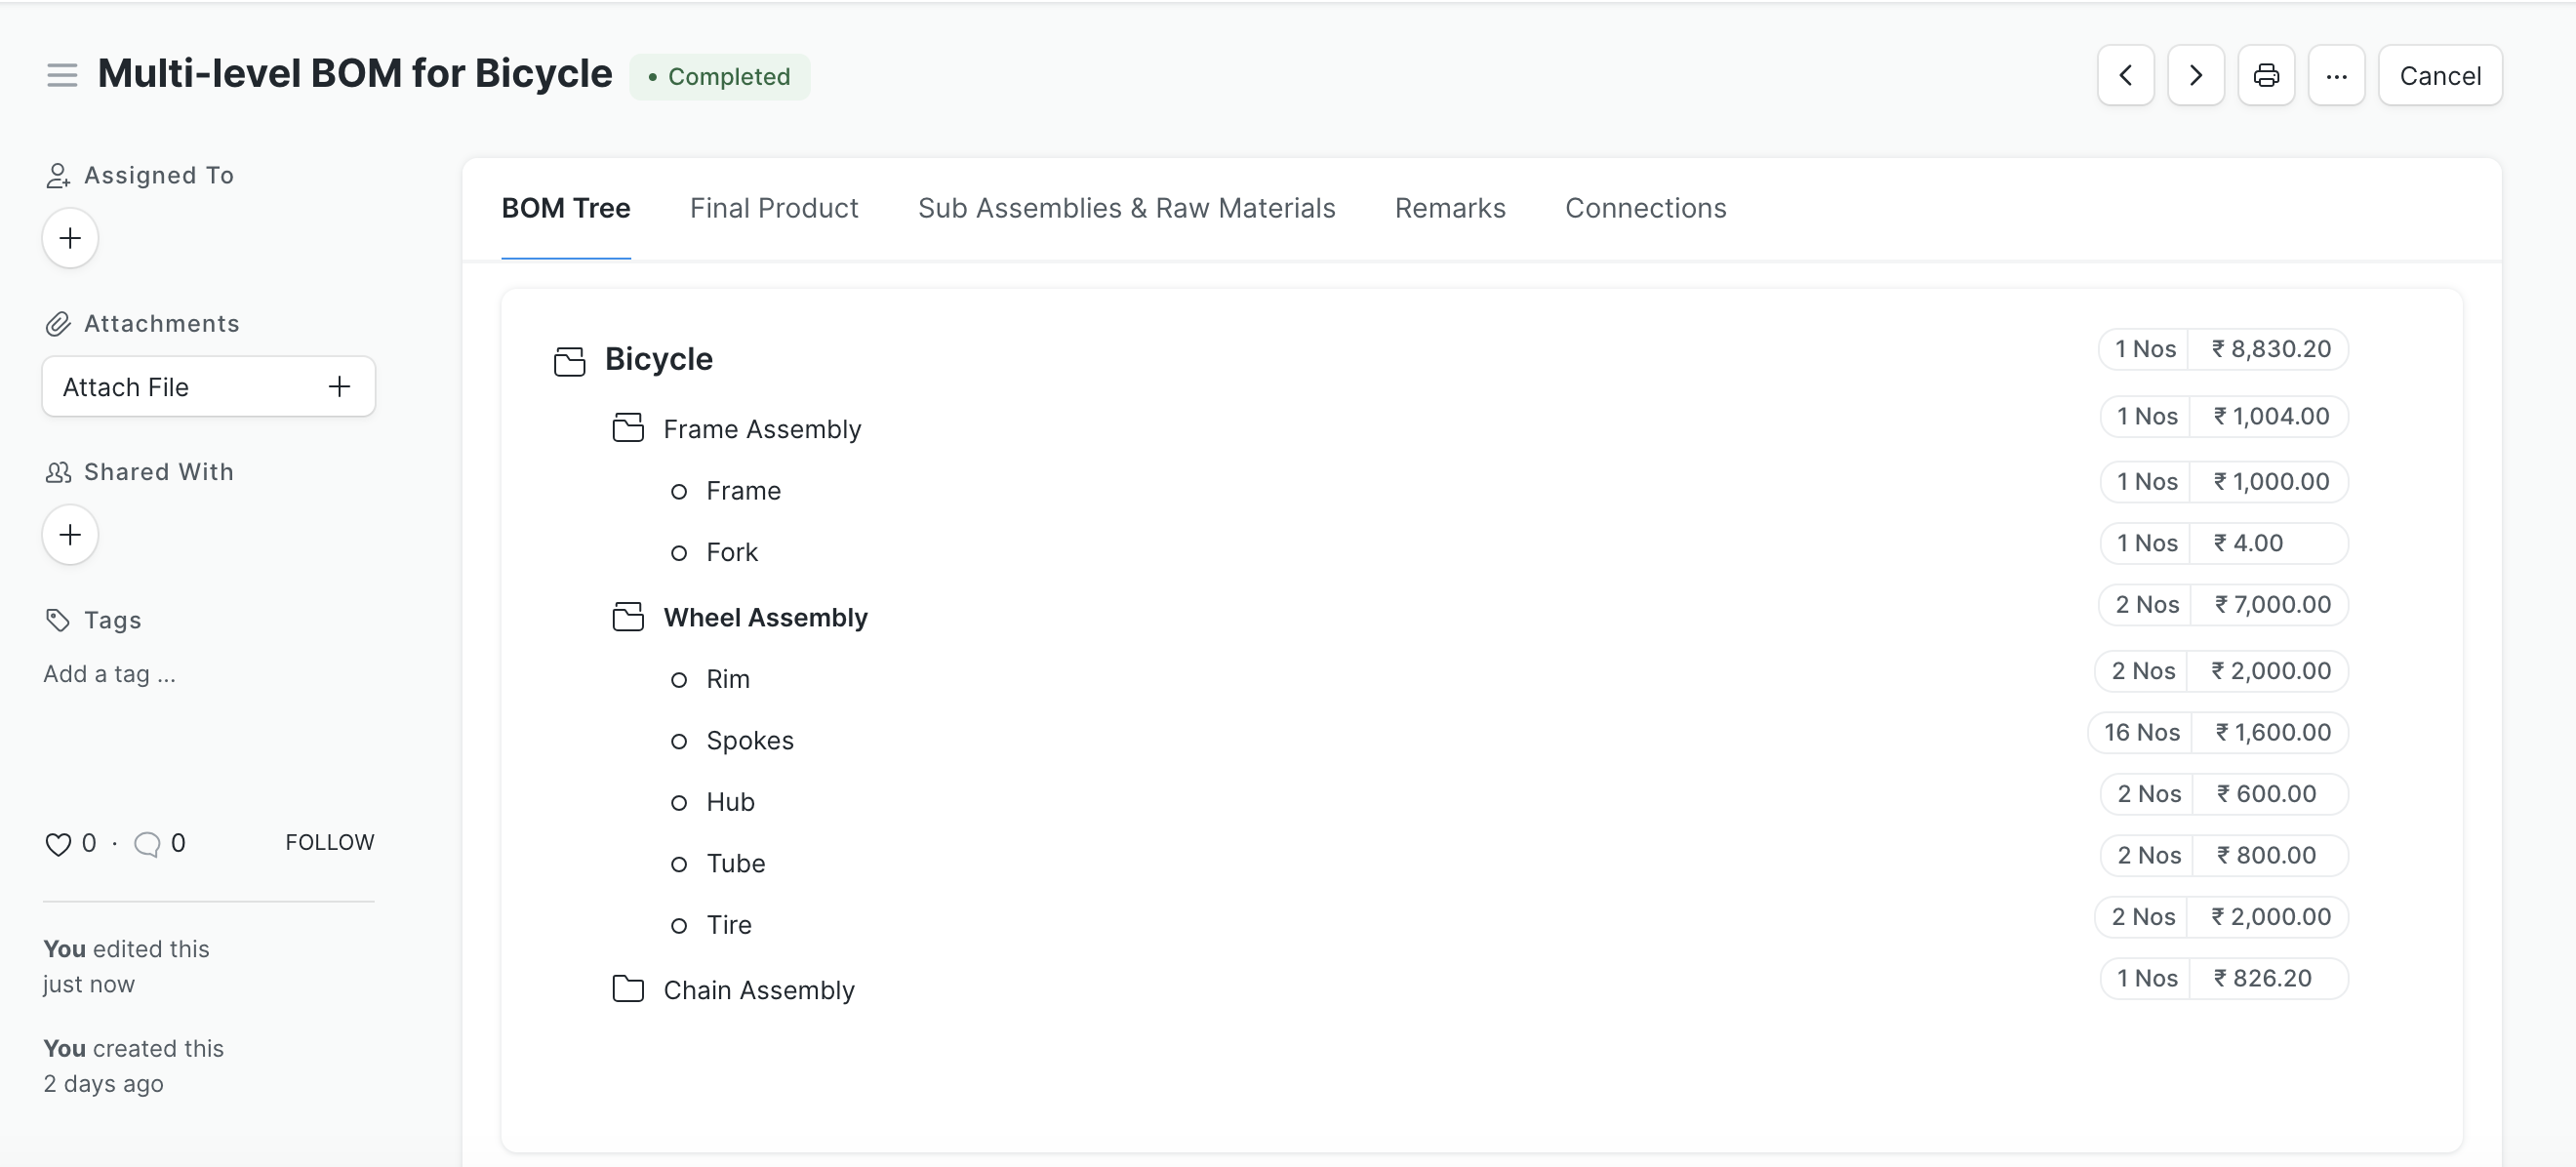 Multi-level BOM for Bicycle
• Completed
Cancel
Assigned To
Attachments
Attach File
Shared With
Tags
Add a tag ...
0 · 0
FOLLOW
You edited this
just now
You created this
2 days ago
BOM Tree
Final Product
Sub Assemblies & Raw Materials
Remarks
Connections
Bicycle 1 Nos ₹ 8,830.20
Frame Assembly 1 Nos ₹ 1,004.00
Frame 1 Nos ₹ 1,000.00
Fork 1 Nos ₹ 4.00
Wheel Assembly 2 Nos ₹ 7,000.00
Rim 2 Nos ₹ 2,000.00
Spokes 16 Nos ₹ 1,600.00
Hub 2 Nos ₹ 600.00
Tube 2 Nos ₹ 800.00
Tire 2 Nos ₹ 2,000.00
Chain Assembly 1 Nos ₹ 826.20